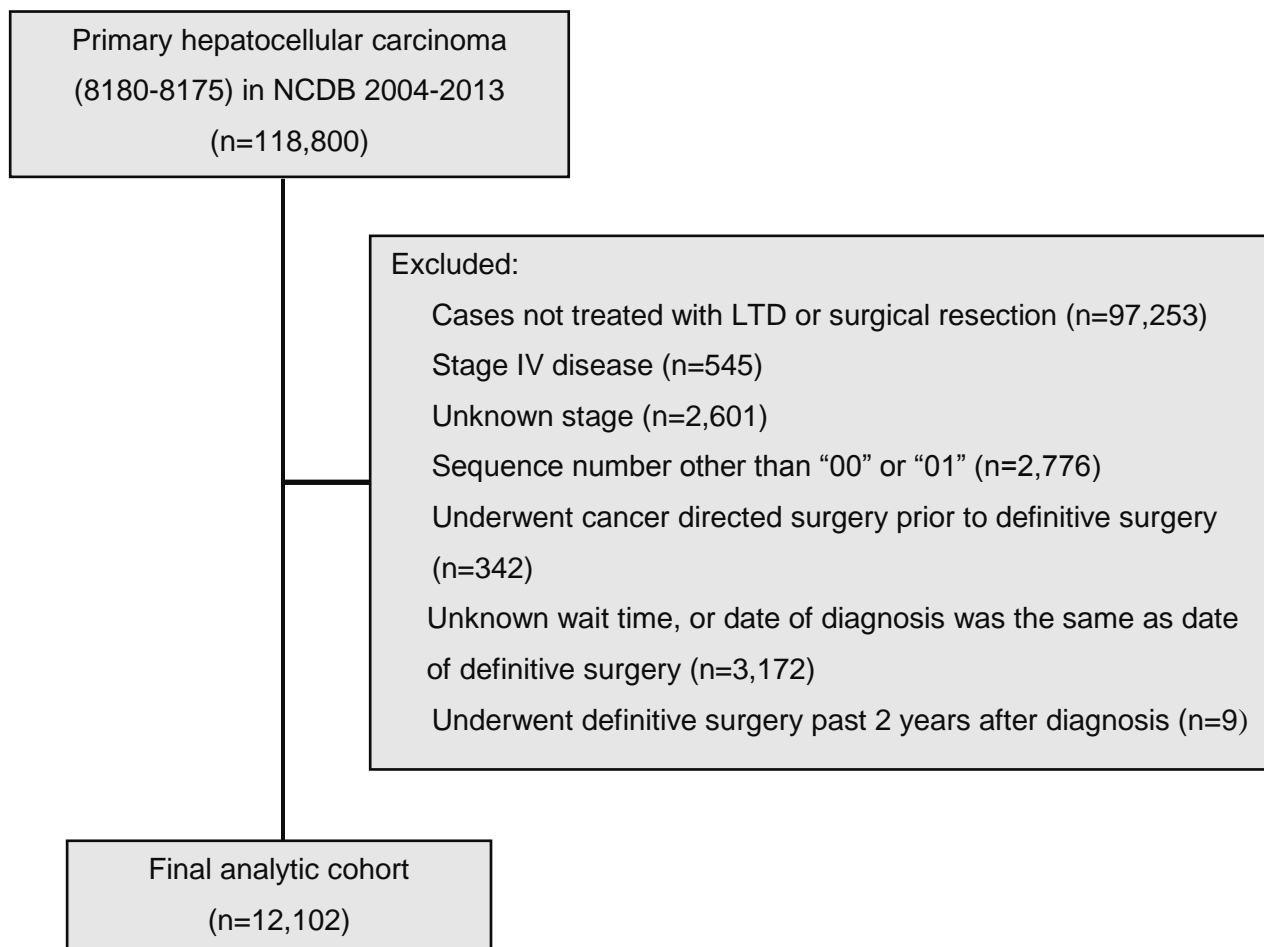 Primary hepatocellular carcinoma
(8180-8175) in NCDB 2004-2013
(n=118,800)
Excluded:
Cases not treated with LTD or surgical resection (n=97,253)
Stage IV disease (n=545)
Unknown stage (n=2,601)
Sequence number other than “00” or “01” (n=2,776)
Underwent cancer directed surgery prior to definitive surgery
(n=342)
Unknown wait time, or date of diagnosis was the same as date
of definitive surgery (n=3,172)
Underwent definitive surgery past 2 years after diagnosis (n=9)
Final analytic cohort
(n=12,102)